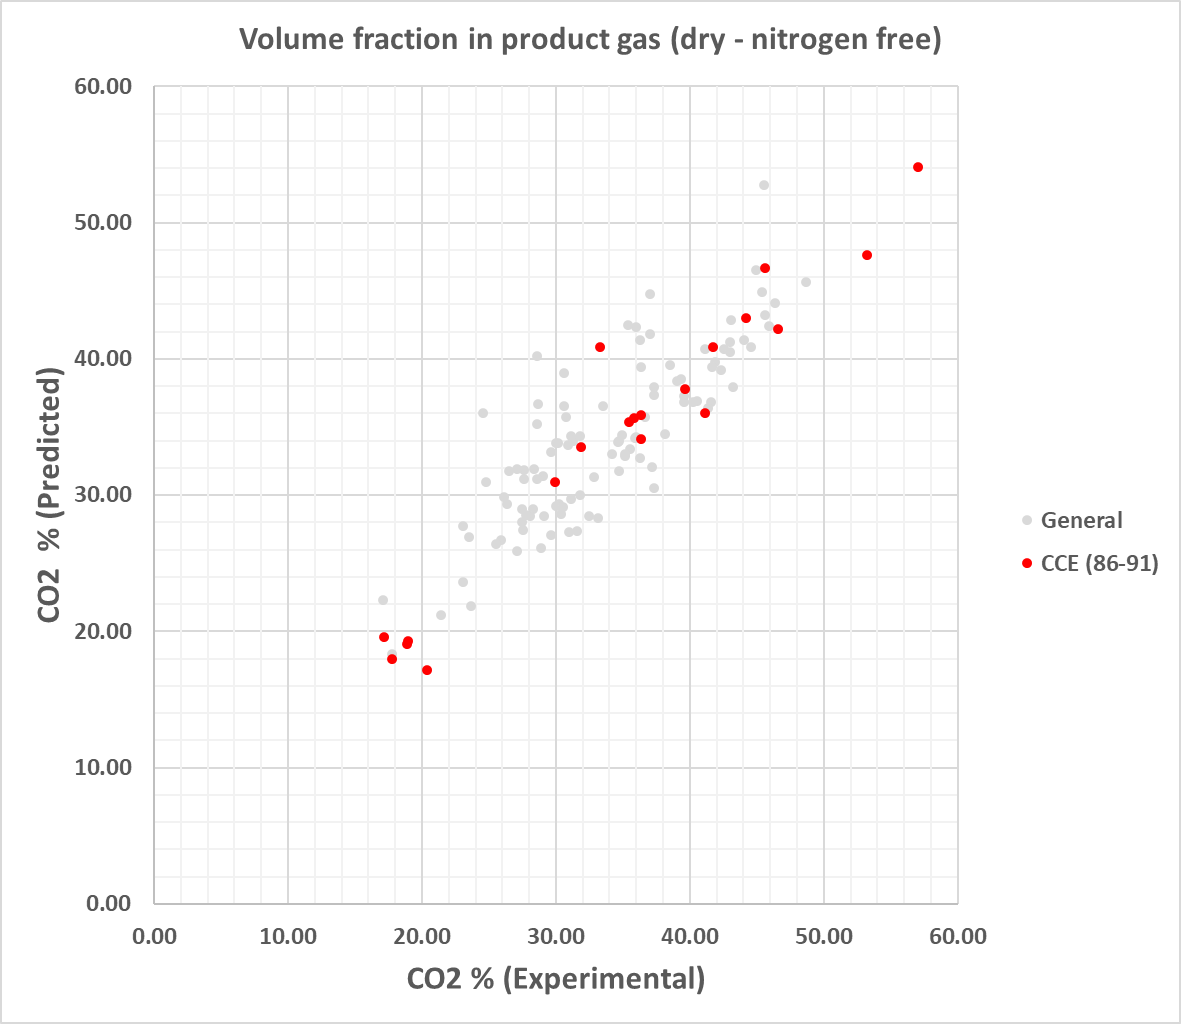 Volume fraction in product gas (dry - nitrogen free)
60.00
50.00
40.00
30.00
20.00
10.00
0.00
CO2  % (Predicted)
General
CCE (86-91)
0.00 10.00 20.00 30.00 40.00 50.00 60.00
CO2 % (Experimental)